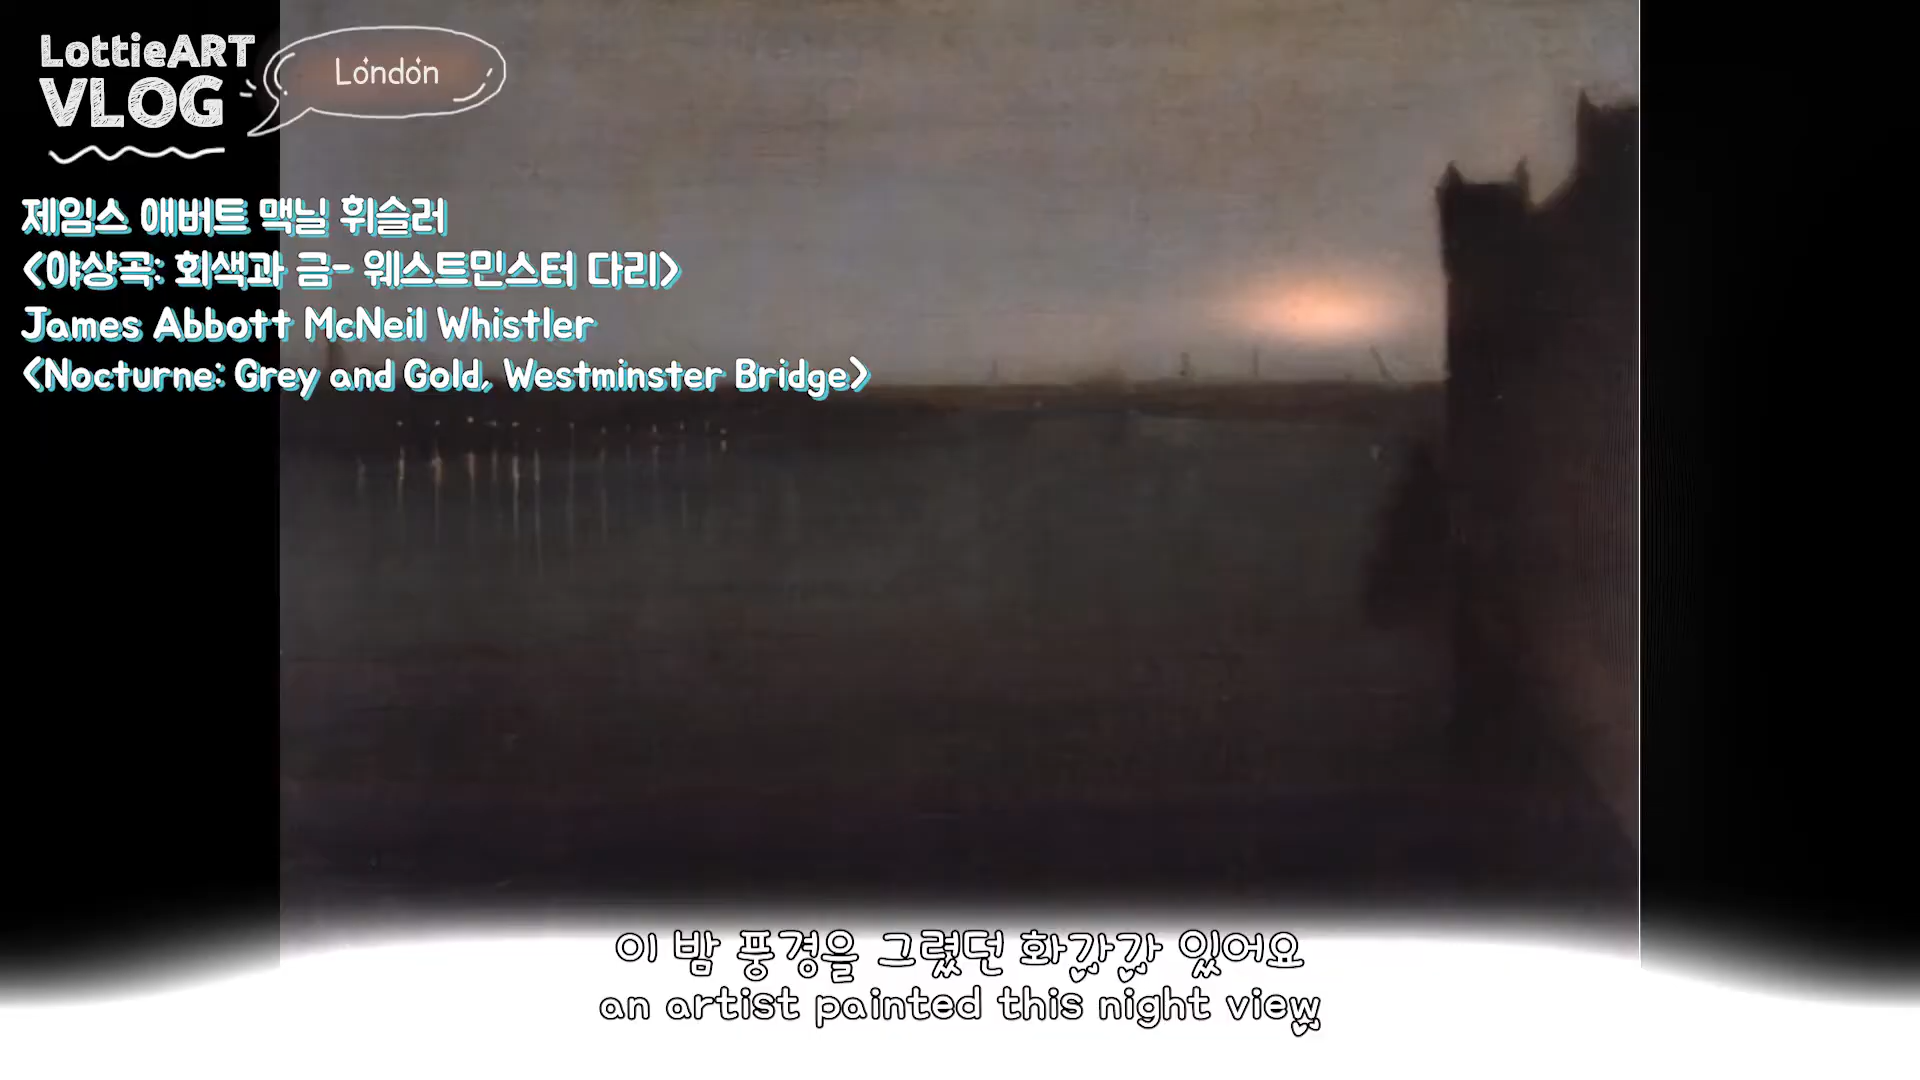 LottieART
VLOG
London
제임스 애버트 맥닐 휘슬러
<야상곡: 회색과 금- 웨스트민스터 다리>
James Abbott McNeil Whistler
<Nocturne: Grey and Gold, Westminster Bridge>
이 밤 풍경을 그렸던 화가가 있어요
an artist painted this night view